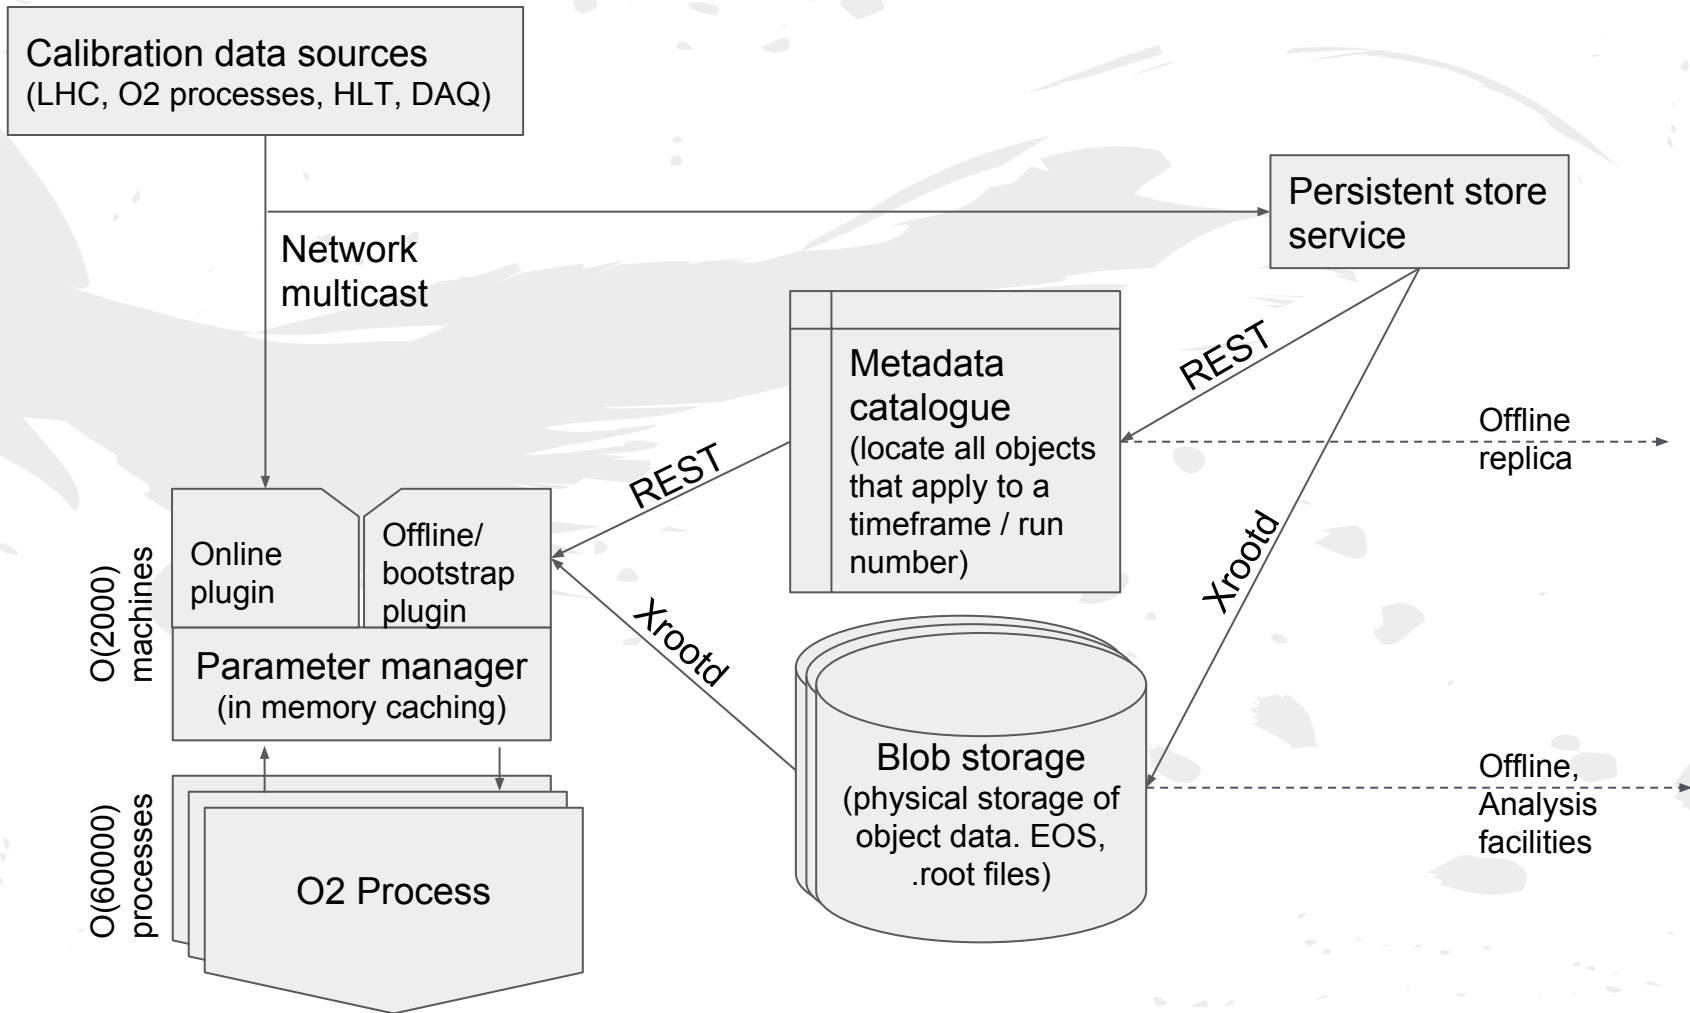 Calibration data sources
(LHC, O2 processes, HLT, DAQ)
Persistent store
service
Network
multicast
REST
Metadata
catalogue
(locate all objects
that apply to a
timeframe / run
number)
Offline
replica
REST
Xrootd
Online
plugin
Offline/
bootstrap
plugin
O(2000)
machines
Parameter manager
(in memory caching)
Xrootd
Blob storage
(physical storage of
object data. EOS,
.root files)
Offline,
Analysis
facilities
O(60000)
processes
O2 Process